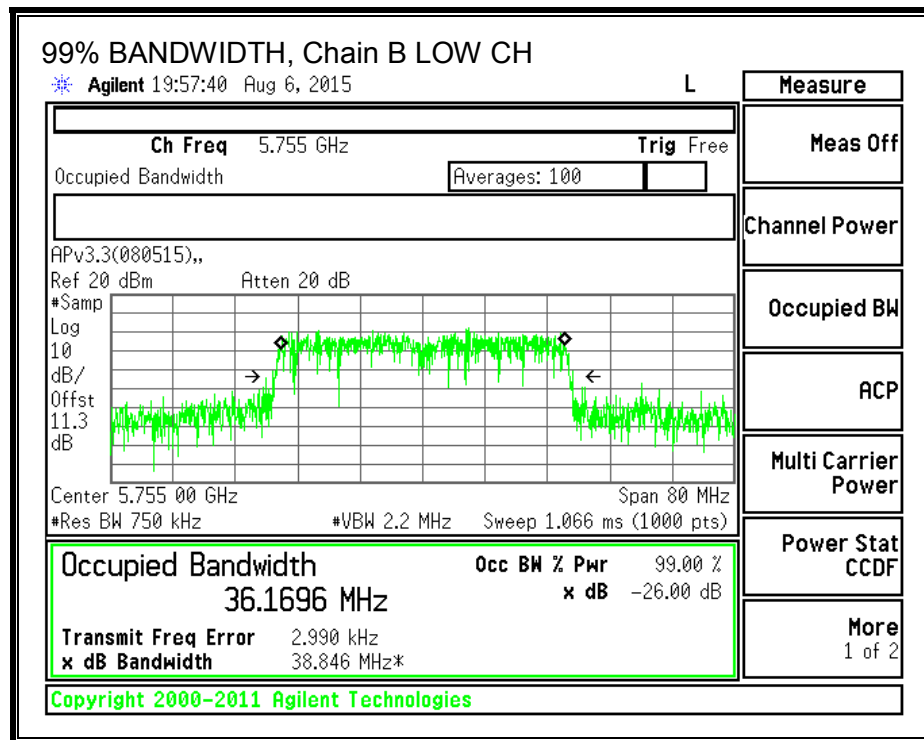 99% BANDWIDTH, Chain B LOW CH
Agilent 19:57:40 Aug 6, 2015 L
Measure
Ch Freq 5.755 GHz Trig Free
Meas Off
Occupied Bandwidth Averages: 100
Channel Power
APv3.3(080515),,
Ref 20 dBm Atten 20 dB
#Samp
Log
10
dB/
Offst
11.3
dB
Occupied BW
ACP
Center 5.755 00 GHz Span 80 MHz
#Res BW 750 kHz #VBW 2.2 MHz Sweep 1.066 ms (1000 pts)
Multi Carrier
Power
Occupied Bandwidth Occ BW % Pwr 99.00 %
36.1696 MHz x dB -26.00 dB
Transmit Freq Error 2.990 kHz
x dB Bandwidth 38.846 MHz*
Power Stat
CCDF
More
1 of 2
Copyright 2000-2011 Agilent Technologies